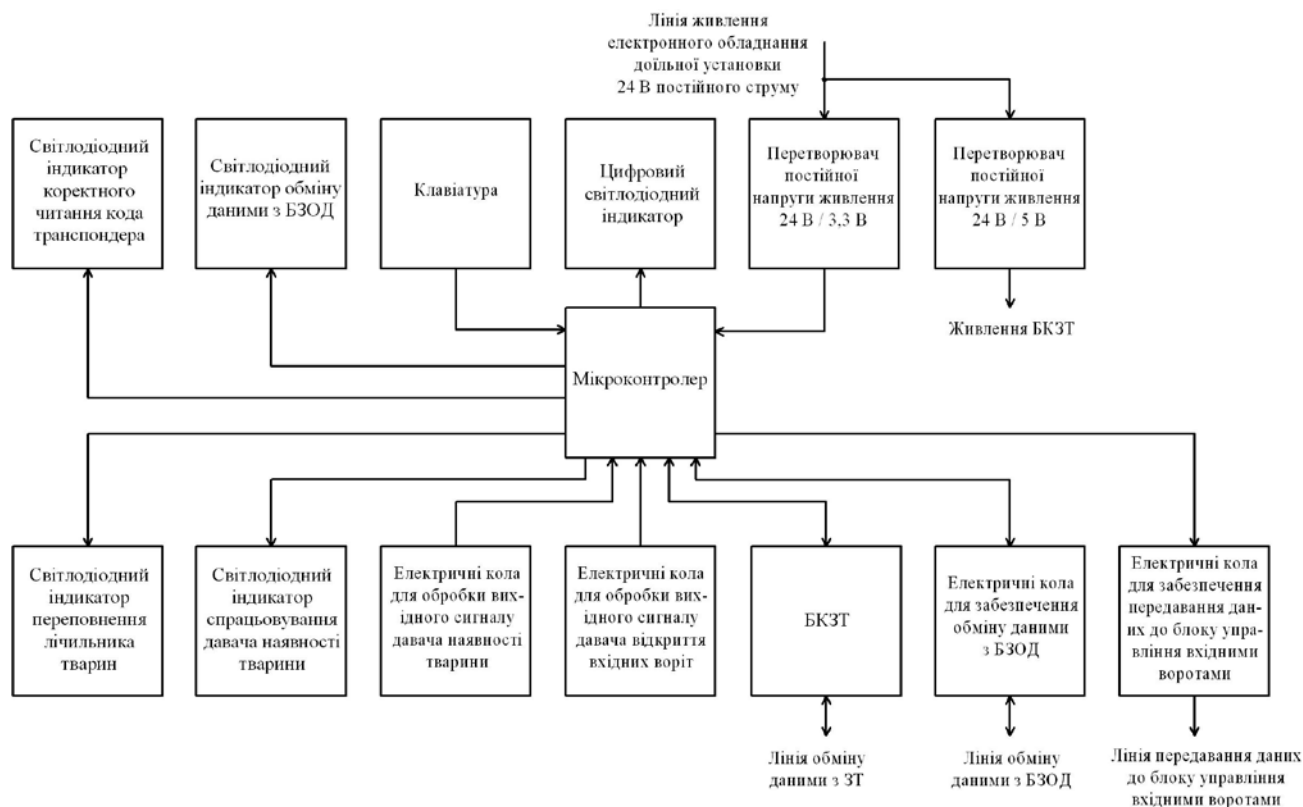 Лінія живлення
електронного обладнання
доїльної установки
24 В постійного струму
Світлодіодний
індикатор
коректного
читання кода
транспондера
Світлодіодний
індикатор обміну
даними з БЗОД
Клавіатура
Цифровий
світлодіодний
індикатор
Перетворювач
постійної
напруги живлення
24 В / 3,3 В
Перетворювач
постійної
напруги живлення
24 В / 5 В
Живлення БКЗТ
Мікроконтролер
Світлодіодний
індикатор
переповнення
лічильника
тварин
Світлодіодний
індикатор
спрацьовування
давача наявності
тварини
Електричні кола
для обробки вих-
ідного сигналу
давача наявності
тварини
Електричні кола
для обробки вих-
ідного сигналу
давача відкриття
вхідних воріт
БКЗТ
Електричні кола
для забезпечення
обміну даними
з БЗОД
Електричні кола
для забезпечення
передавання дан-
их до блоку упра-
вління вхідними
воротами
Лінія обміну
даними з ЗТ
Лінія обміну
даними з БЗОД
Лінія передавання даних
до блоку управління
вхідними воротами